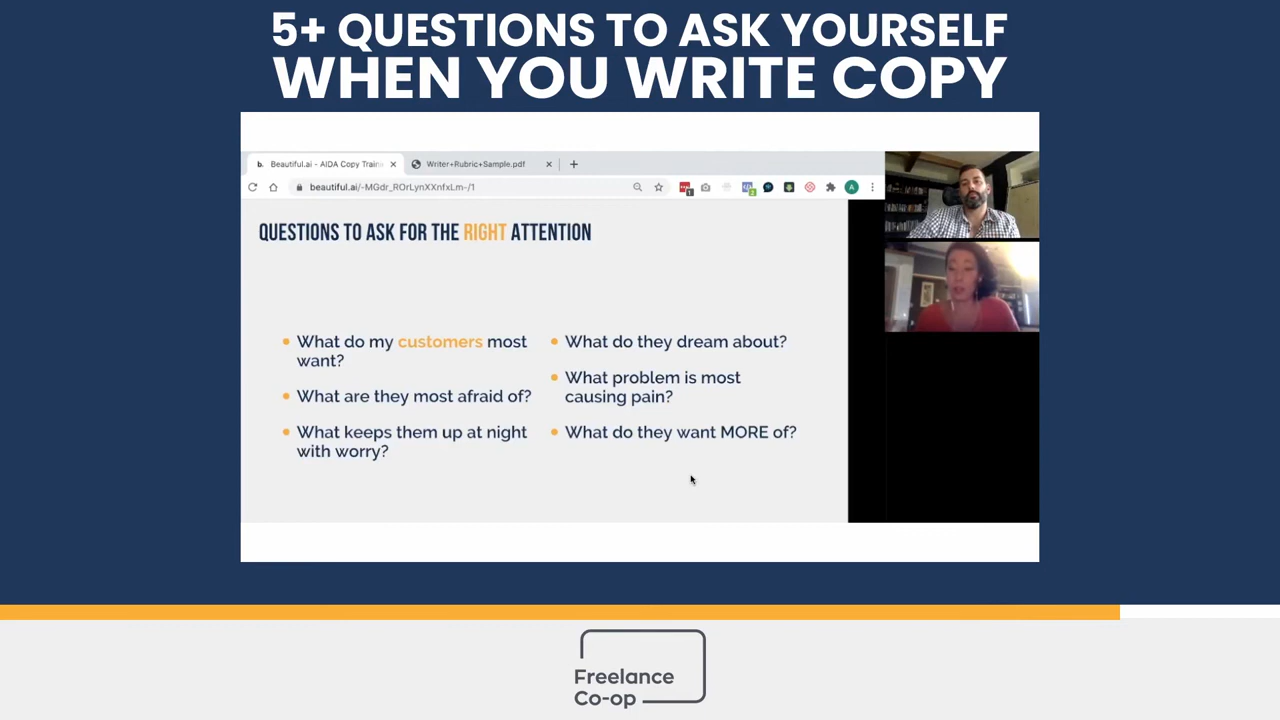 5+ QUESTIONS TO ASK YOURSELF
WHEN YOU WRITE COPY
b. Beautiful.ai - AIDA Copy Traini
Writer+Rubric+Sample.pdf
beautiful.ai/-MGdr_ROrLynXXnfxLm-/1
1
2
A
QUESTIONS TO ASK FOR THE RIGHT ATTENTION
What do my customers most
want?
What are they most afraid of?
What keeps them up at night
with worry?
What do they dream about?
What problem is most
causing pain?
What do they want MORE of?
Freelance
Co-op